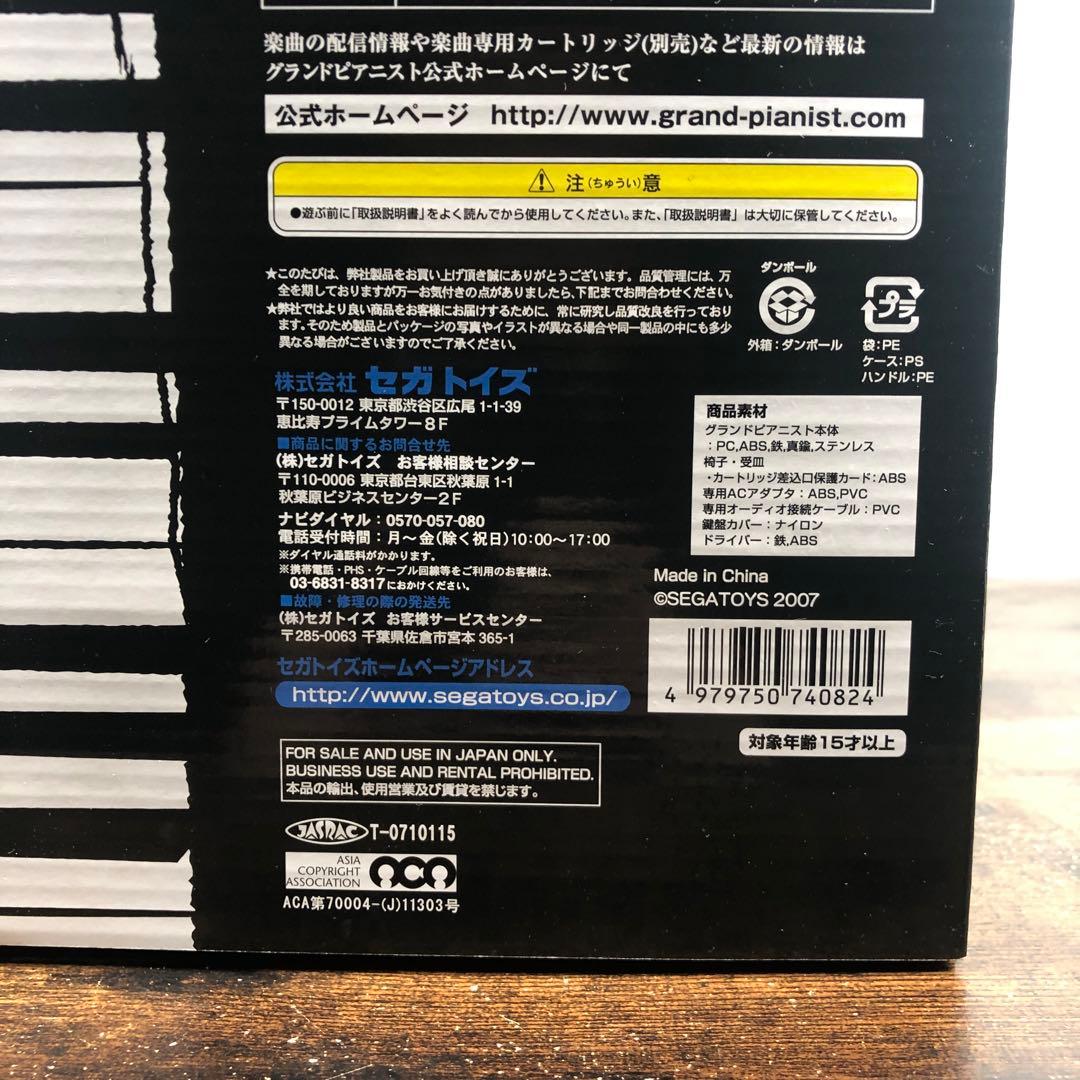 楽曲の配信情報や楽曲専用カートリッジ(別売)など最新の情報は
グランドピアニスト公式ホームページにて
公式ホームページ http://www.grand-pianist.com
注(ちゅうい)意
●遊ぶ前に「取扱説明書」をよく読んでから使用してください。また、「取扱説明書」は大切に保管してください。
★このたびは、弊社製品をお買い上げ頂き誠にありがとうございます。品質管理には、万
全を期しておりますが万一お気付きの点がありましたら、下記までお問合わせください。
★弊社ではより良い商品をお客様にお届けするために、常に研究し品質改良を行っており
ます。そのため製品とパッケージの写真やイラストが異なる場合や同一製品の中にも多少
異なる場合がございますのでご了承ください。
ダンボール
外箱：ダンボール
プラ
袋：PE
ケース：PS
ハンドル：PE
株式会社 セガトイズ
〒150-0012 東京都渋谷区広尾 1-1-39
恵比寿プライムタワー8F
■商品に関するお問合せ先
(株)セガトイズ お客様相談センター
〒110-0006 東京都台東区秋葉原 1-1
秋葉原ビジネスセンター2F
ナビダイヤル：0570-057-080
電話受付時間：月～金(除く祝日)10:00～17:00
※ダイヤル通話料がかかります。
※携帯電話・PHS・ケーブル回線等をご利用のお客様は、
03-6831-8317におかけください。
■故障・修理の際の発送先
(株)セガトイズ お客様サービスセンター
〒285-0063 千葉県佐倉市宮本 365-1
セガトイズホームページアドレス
http://www.segatoys.co.jp/
商品素材
グランドピアニスト本体
：PC,ABS,鉄,真鍮,ステンレス
椅子・受皿
・カートリッジ差込口保護カード：ABS
専用ACアダプタ：ABS,PVC
専用オーディオ接続ケーブル：PVC
鍵盤カバー：ナイロン
ドライバー：鉄,ABS
Made in China
©SEGATOYS 2007
4 979750 740824
対象年齢15才以上
FOR SALE AND USE IN JAPAN ONLY.
BUSINESS USE AND RENTAL PROHIBITED.
本品の輸出、使用営業及び賃貸を禁じます。
JASRAC T-0710115
ASIA
COPYRIGHT
ASSOCIATION
ACA
ACA第70004-(J)11303号